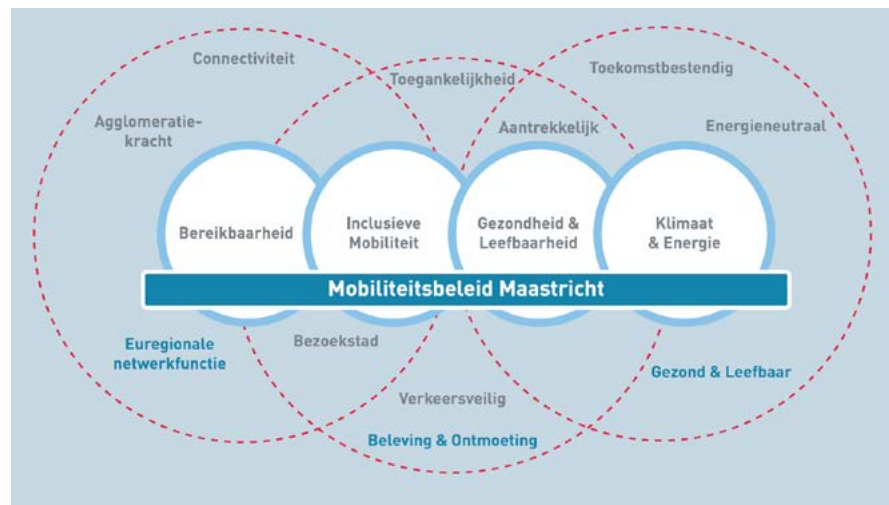 Connectiviteit
Toegankelijkheid
Toekomstbestendig
Agglomeratie-
kracht
Aantrekkelijk
Energieneutraal
Bereikbaarheid
Inclusieve
Mobiliteit
Gezondheid &
Leefbaarheid
Klimaat
& Energie
Mobiliteitsbeleid Maastricht
Euregionale
netwerkfunctie
Bezoekstad
Gezond & Leefbaar
Verkeersveilig
Beleving & Ontmoeting